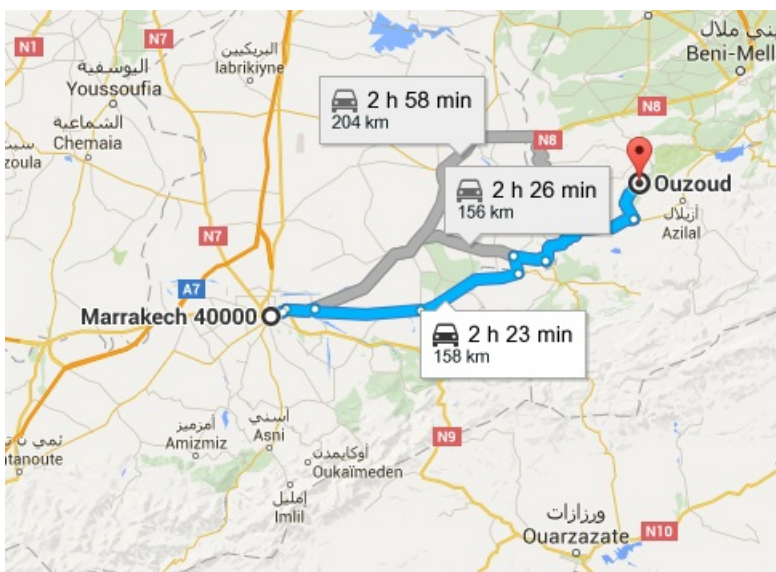 N1
N7
البريكيين
labrikiyne
اليوسفية
Youssoufia
بني ملال
Beni-Mell
الشماعية
Chemaia
zoula
2 h 58 min
204 km
N8
N8
2 h 26 min
156 km
Ouzoud
أزيلال
Azilal
N7
A7
Marrakech 40000
2 h 23 min
158 km
أمزميز
Amizmiz
أسني
Asni
أوكايمدن
Oukaïmeden
إمليل
Imlil
N9
تمي ن ت
tanoute
ورزازات
Ouarzazate
N10